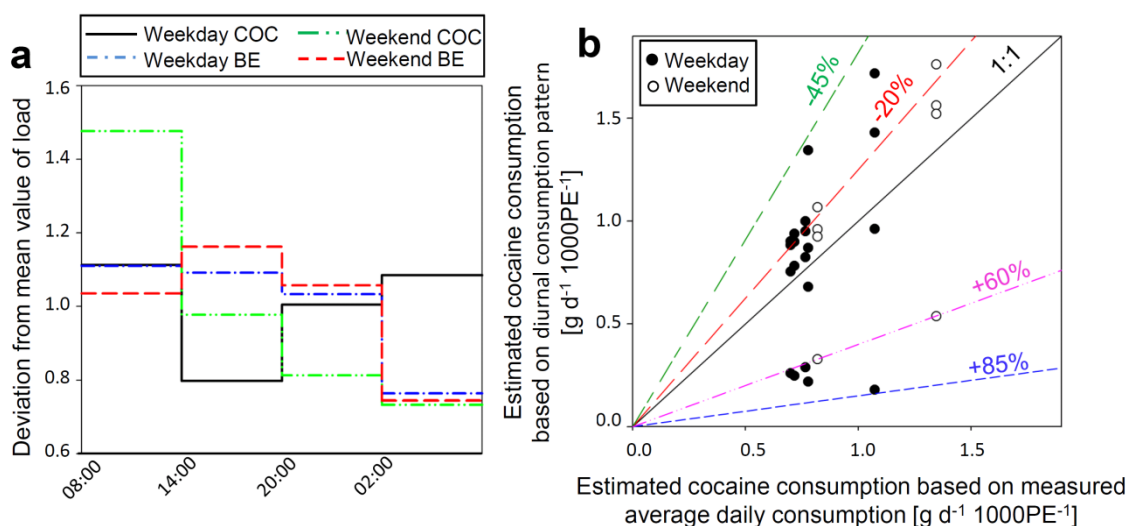 a
Weekday COC
Weekend COC
Weekday BE
Weekend BE
Deviation from mean value of load
1.6
1.4
1.2
1.0
0.8
0.6
08:00
14:00
20:00
02:00
b
Weekday
Weekend
-45%
-20%
1:1
+60%
+85%
Estimated cocaine consumption
based on diurnal consumption pattern
[g d⁻¹ 1000PE⁻¹]
1.5
1.0
0.5
0.0
0.0
0.5
1.0
1.5
Estimated cocaine consumption based on measured
average daily consumption [g d⁻¹ 1000PE⁻¹]